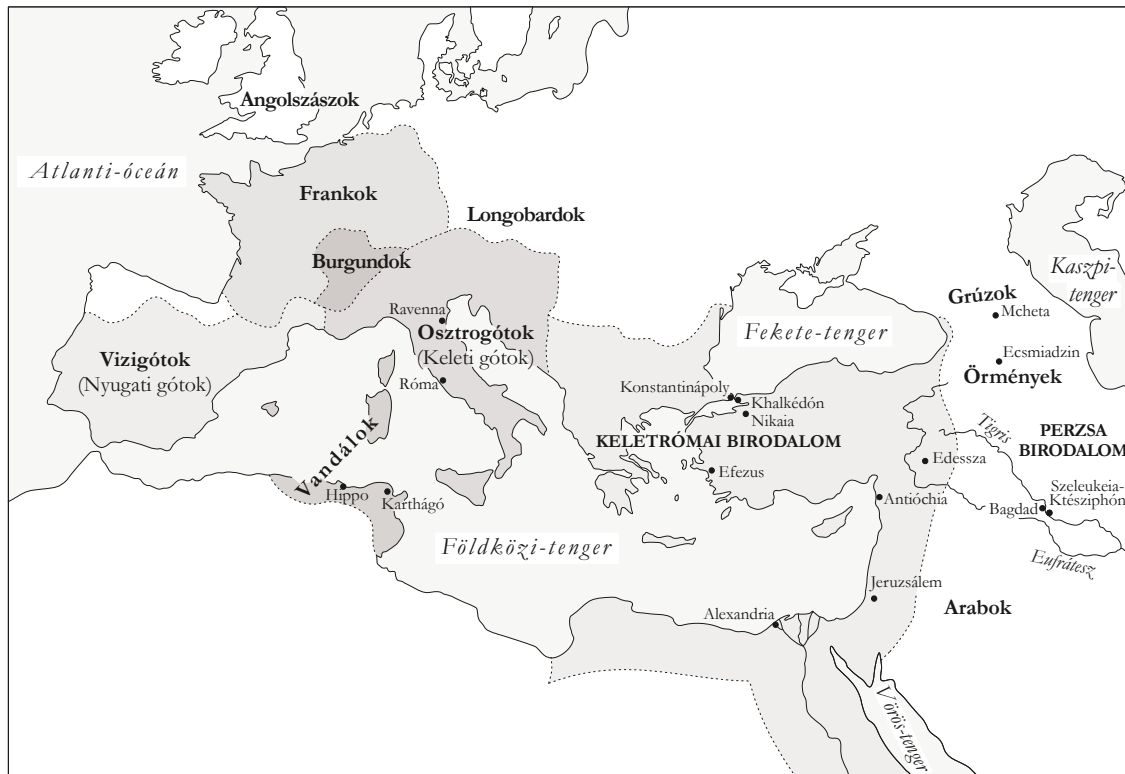 Angolszászok
Atlanti-óceán
Frankok
Longobardok
Burgundok
Kaszpi-
tenger
Grúzok
Mcheta
Ravenna
Osztrogótok
(Keleti gótok)
Fekete-tenger
Vizigótok
(Nyugati gótok)
Ecsmiadzin
Örmények
Róma
Konstantinápoly
Khalkédón
Nikaia
KELETRÓMAI BIRODALOM
Tigris
PERZSA
BIRODALOM
Vandálok
Efezus
Edessza
Hippo
Karthágó
Antióchia
Szeleukeia-
Ktésziphón
Bagdad
Földközi-tenger
Eufrátesz
Jeruzsálem
Arabok
Alexandria
Vörös-tenger